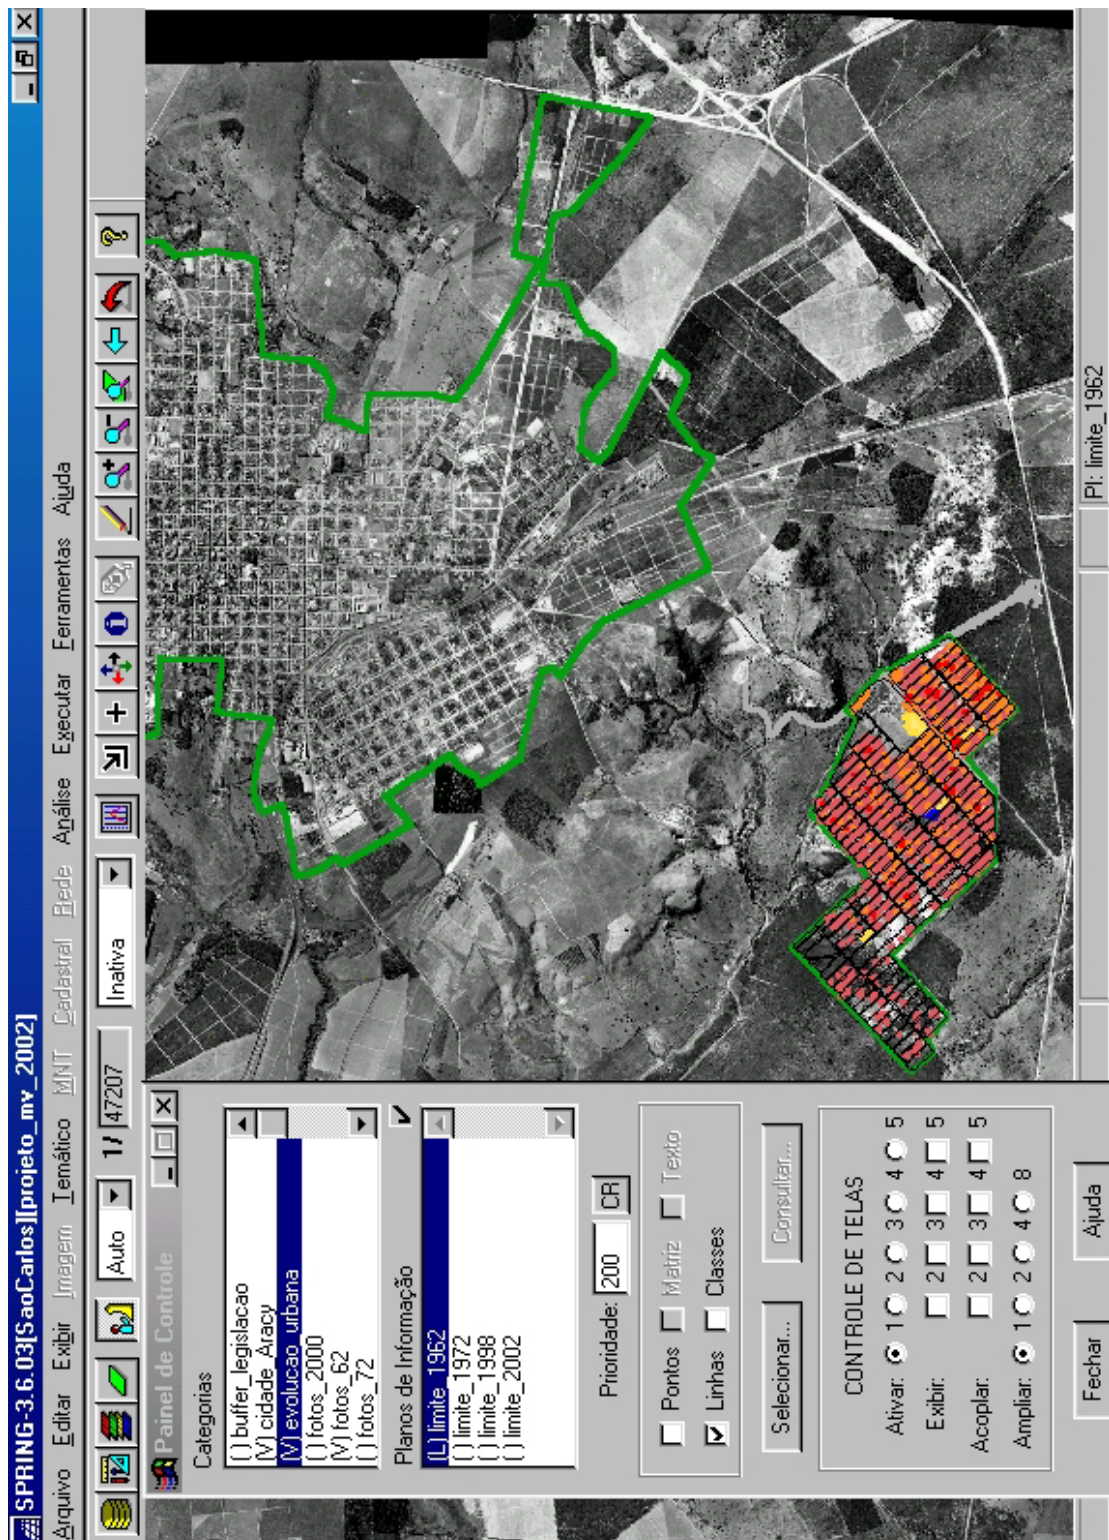 SPRING-3.6.03[SaoCarlos][projeto_mv_2002]
Arquivo Editar Exibir Imagem Temático MNT Cadastral Rede Análise Executar Ferramentas Ajuda
Auto 1/ 47207 Inativa
Painel de Controle
Categorias
( ) buffer_legislacao
(V) cidade_Aracy
(V) evolucao_urbana
( ) fotos_2000
(V) fotos_62
( ) fotos_72
Planos de Informação
(L) limite_1962
( ) limite_1972
( ) limite_1998
( ) limite_2002
Prioridade: 200 CR
Pontos Matriz Texto
Linhas Classes
Selecionar... Consultar...
CONTROLE DE TELAS
Ativar: 1 2 3 4 5
Exibir: 2 3 4 5
Acoplar: 2 3 4 5
Ampliar: 1 2 4 8
Fechar Ajuda
PI: limite_1962